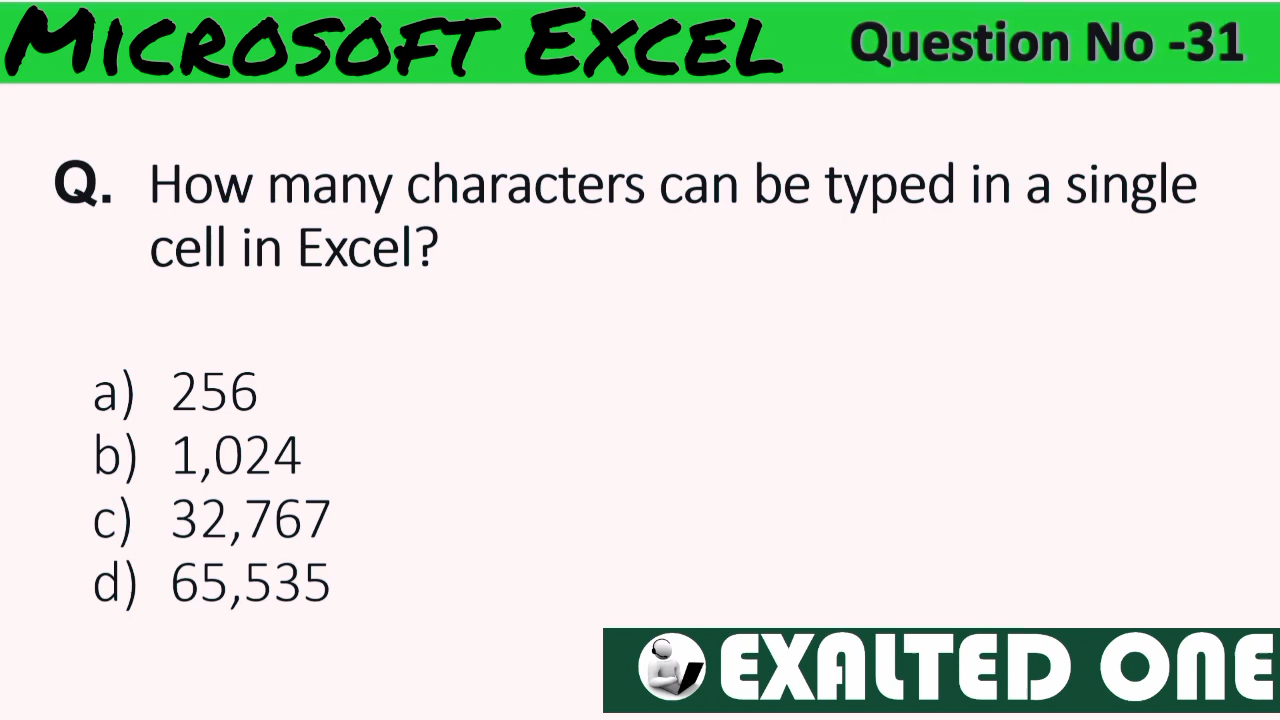 MICROSOFT EXCEL Question No -31
Q. How many characters can be typed in a single
cell in Excel?
a) 256
b) 1,024
c) 32,767
d) 65,535
EXALTED ONE